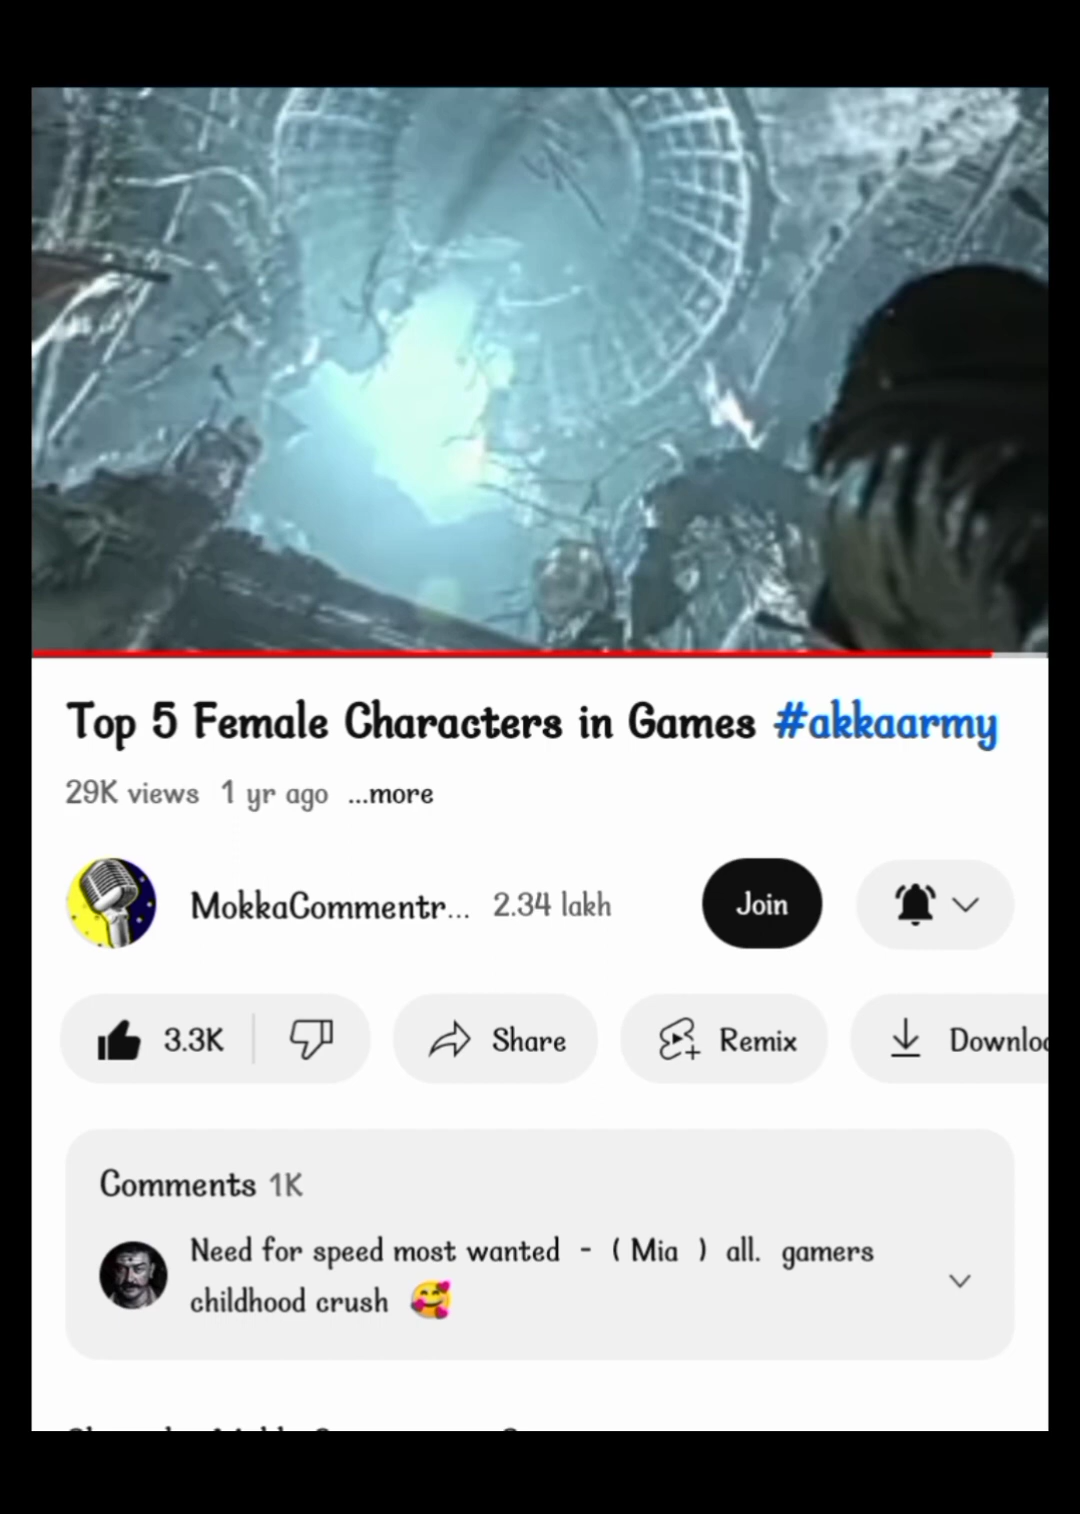 Top 5 Female Characters in Games #akkaarmy
29K views 1 yr ago ...more
MokkaCommentr... 2.34 lakh
Join
3.3K
Share
Remix
Downloa
Comments 1K
Need for speed most wanted - ( Mia ) all. gamers
childhood crush 🥰